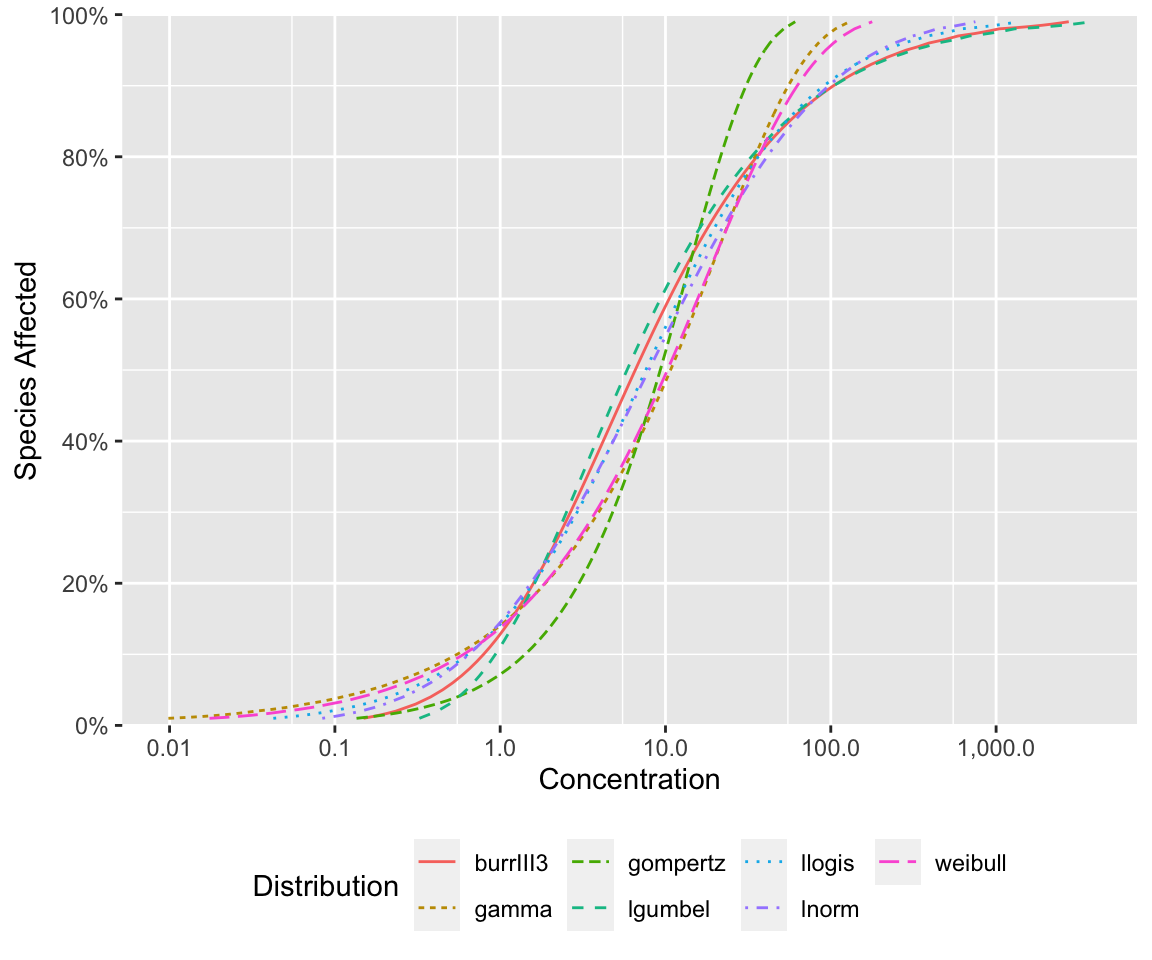 100%
80%
60%
40%
20%
0%
Species Affected
0.01 0.1 1.0 10.0 100.0 1,000.0
Concentration
Distribution
burrIII3 gompertz llogis weibull
gamma lgumbel lnorm